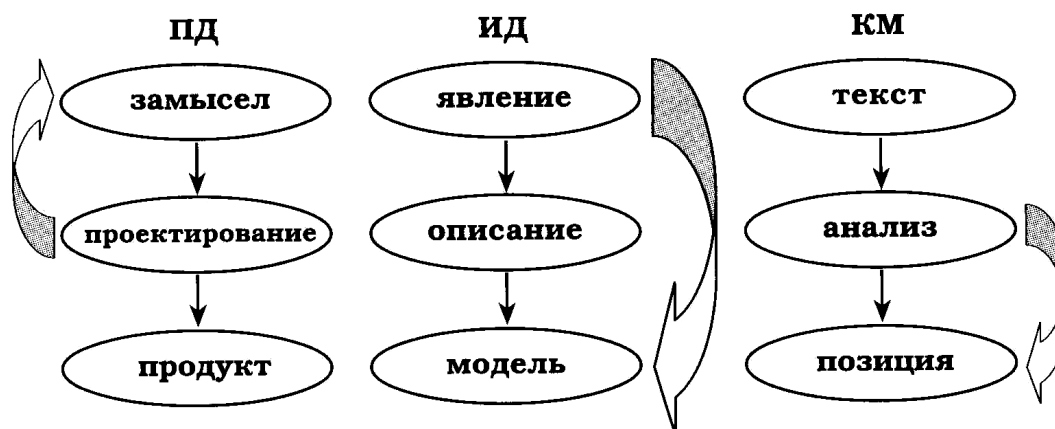 ПД
ИД
КМ
замысел
явление
текст
проектирование
описание
анализ
продукт
модель
позиция